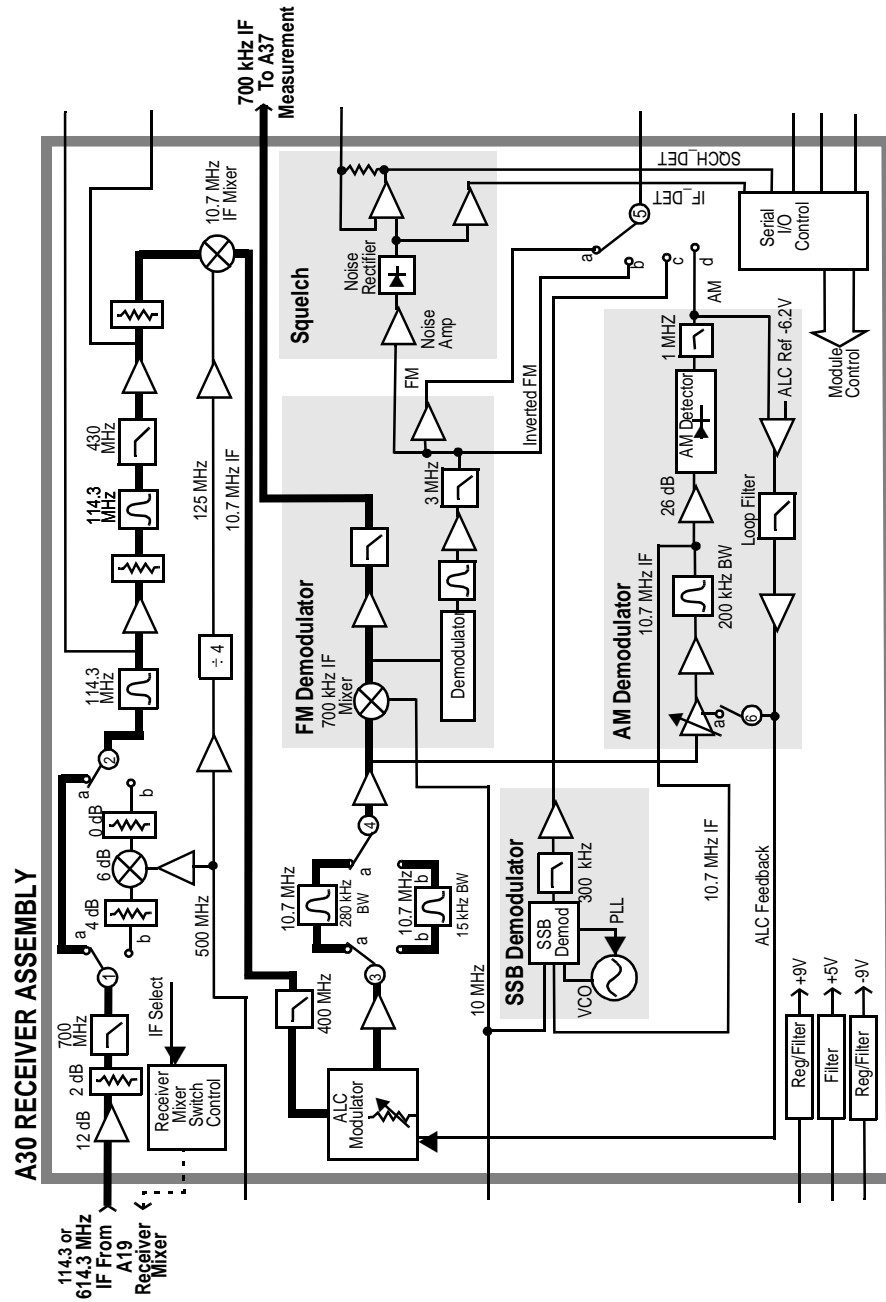 A30 RECEIVER ASSEMBLY
114.3 or
614.3 MHz
IF From
A19
Receiver
Mixer
12 dB
2 dB
700
MHz
1
a
b
4 dB
6 dB
0 dB
a
b
2
114.3
MHz
114.3
MHz
430
MHz
IF Select
Receiver
Mixer
Switch
Control
500 MHz
÷ 4
125 MHz
10.7 MHz IF
10.7 MHz
IF Mixer
700 kHz IF
To A37
Measurement
400 MHz
ALC
Modulator
3
a
b
10.7 MHz
280 kHz
BW
10.7 MHz
15 kHz BW
a
b
4
FM Demodulator
700 kHz IF
Mixer
Demodulator
3 MHz
FM
Inverted FM
Squelch
Noise
Amp
Noise
Rectifier
SQCH_DET
IF_DET
a
b
c
d
5
AM
10 MHz
SSB Demodulator
SSB
Demod
300 kHz
VCO
PLL
10.7 MHz IF
AM Demodulator
10.7 MHz IF
200 kHz BW
26 dB
AM Detector
1 MHZ
a
6
Loop Filter
ALC Ref -6.2V
ALC Feedback
Serial
I/O
Control
Module
Control
Reg/Filter
+9V
Filter
+5V
Reg/Filter
-9V